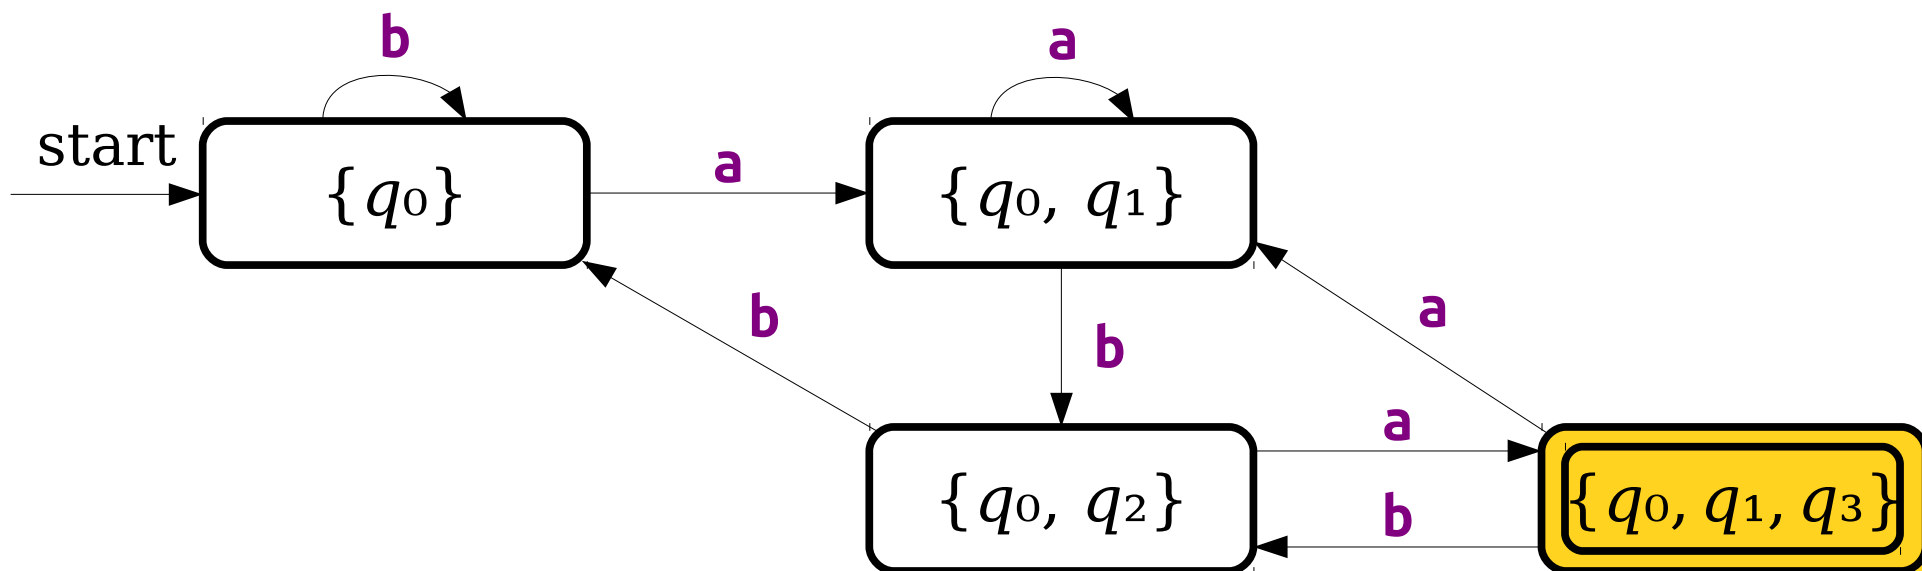 b
a
start
a
{q₀}
{q₀, q₁}
b
a
b
a
{q₀, q₂}
b
{q₀, q₁, q₃}